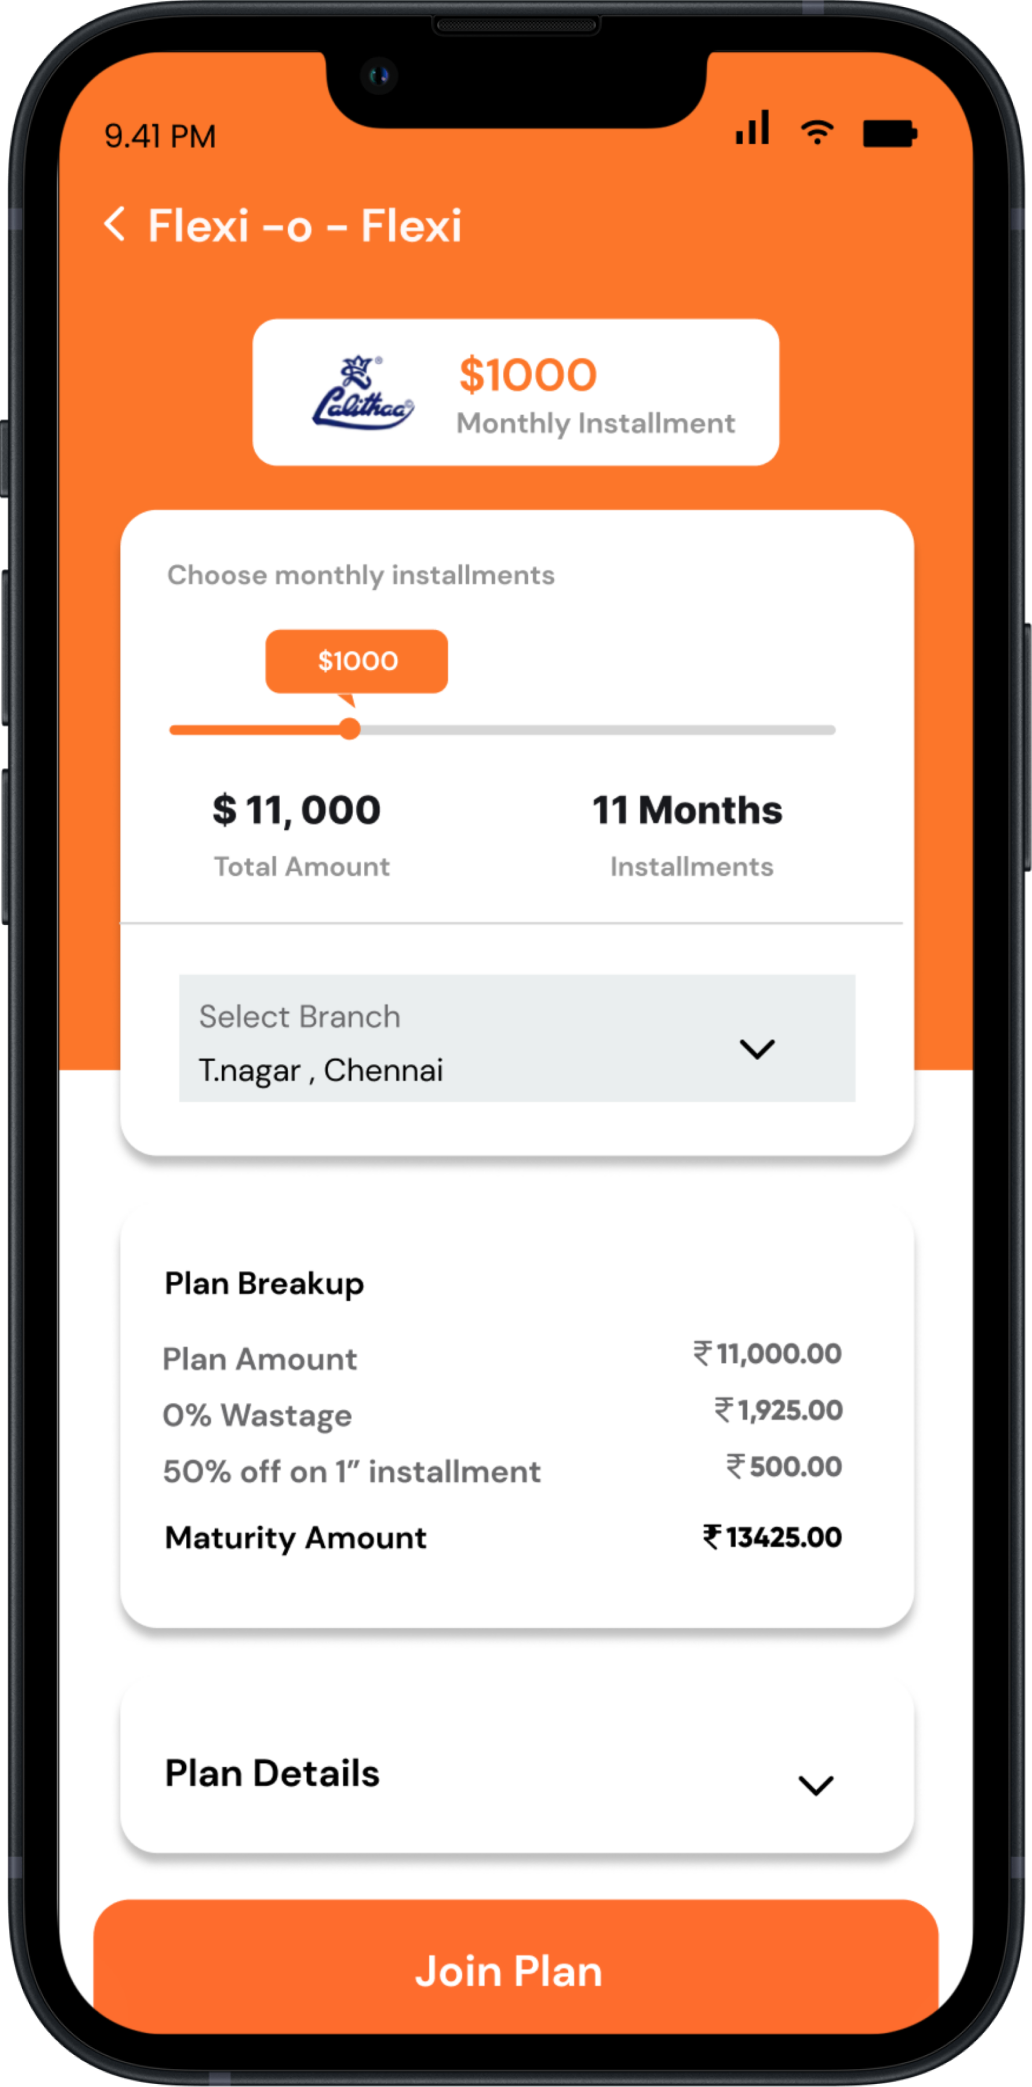 9.41 PM
Flexi -o - Flexi
Lalithaa
$1000
Monthly Installment
Choose monthly installments
$1000
$ 11, 000
11 Months
Total Amount
Installments
Select Branch
T.nagar , Chennai
Plan Breakup
Plan Amount
₹11,000.00
0% Wastage
₹1,925.00
50% off on 1” installment
₹500.00
Maturity Amount
₹13425.00
Plan Details
Join Plan